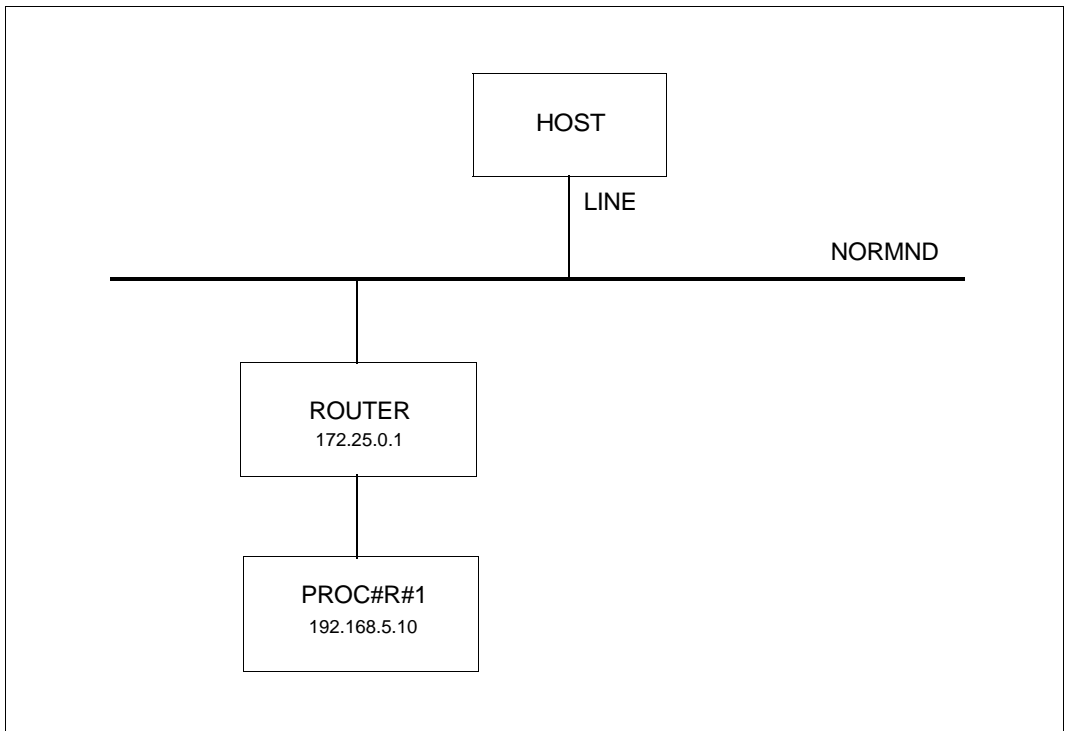 HOST
LINE
NORMND
ROUTER
172.25.0.1
PROC#R#1
192.168.5.10